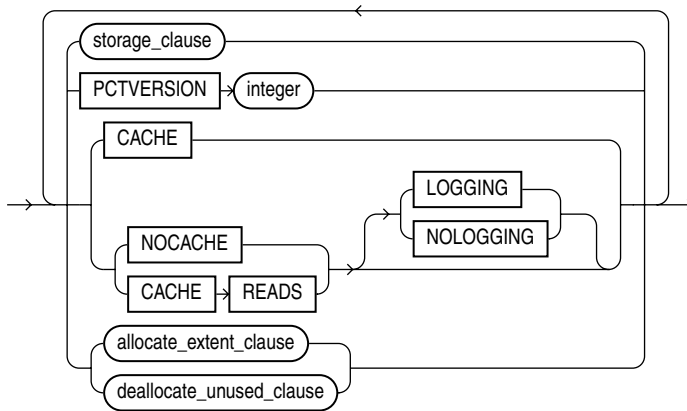 storage_clause
PCTVERSION integer
CACHE
LOGGING
NOLOGGING
NOCACHE
CACHE READS
allocate_extent_clause
deallocate_unused_clause